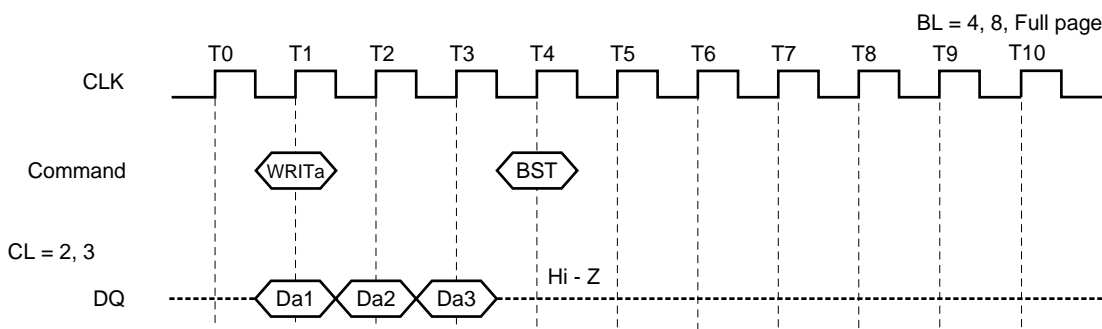 BL = 4, 8, Full page
T0 T1 T2 T3 T4 T5 T6 T7 T8 T9 T10
CLK
Command WRITa BST
CL = 2, 3
Hi - Z
DQ Da1 Da2 Da3